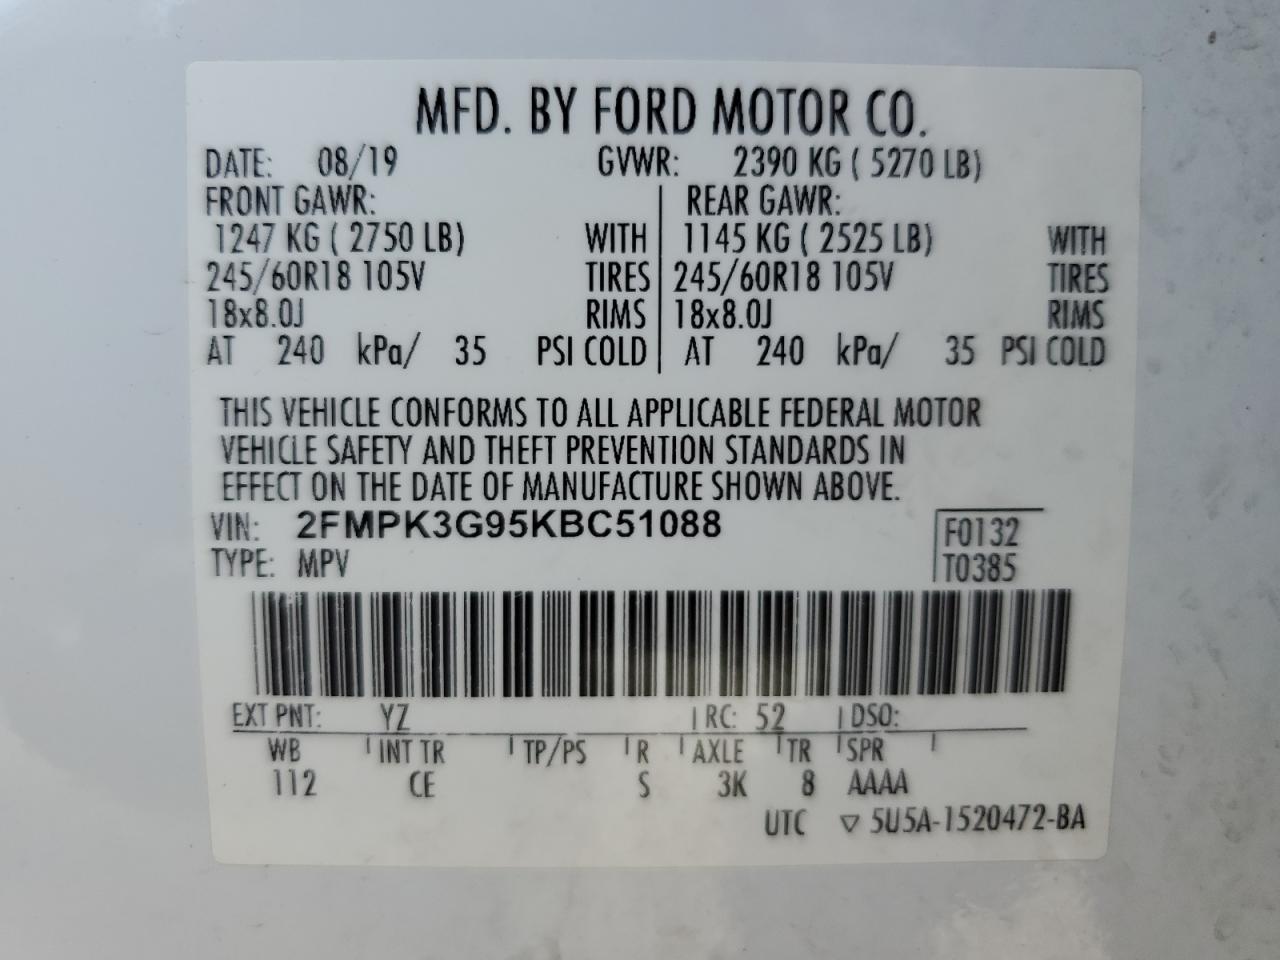 MFD. BY FORD MOTOR CO.
DATE: 08/19 GVWR: 2390 KG ( 5270 LB)
FRONT GAWR: REAR GAWR:
1247 KG ( 2750 LB) WITH 1145 KG ( 2525 LB) WITH
245/60R18 105V TIRES 245/60R18 105V TIRES
18x8.0J RIMS 18x8.0J RIMS
AT 240 kPa/ 35 PSI COLD AT 240 kPa/ 35 PSI COLD
THIS VEHICLE CONFORMS TO ALL APPLICABLE FEDERAL MOTOR
VEHICLE SAFETY AND THEFT PREVENTION STANDARDS IN
EFFECT ON THE DATE OF MANUFACTURE SHOWN ABOVE.
VIN: 2FMPK3G95KBC51088 F0132
TYPE: MPV T0385
EXT PNT: YZ RC: 52 DSO:
WB INT TR TP/PS R AXLE TR SPR
112 CE S 3K 8 AAAA
UTC ▽ 5U5A-1520472-BA